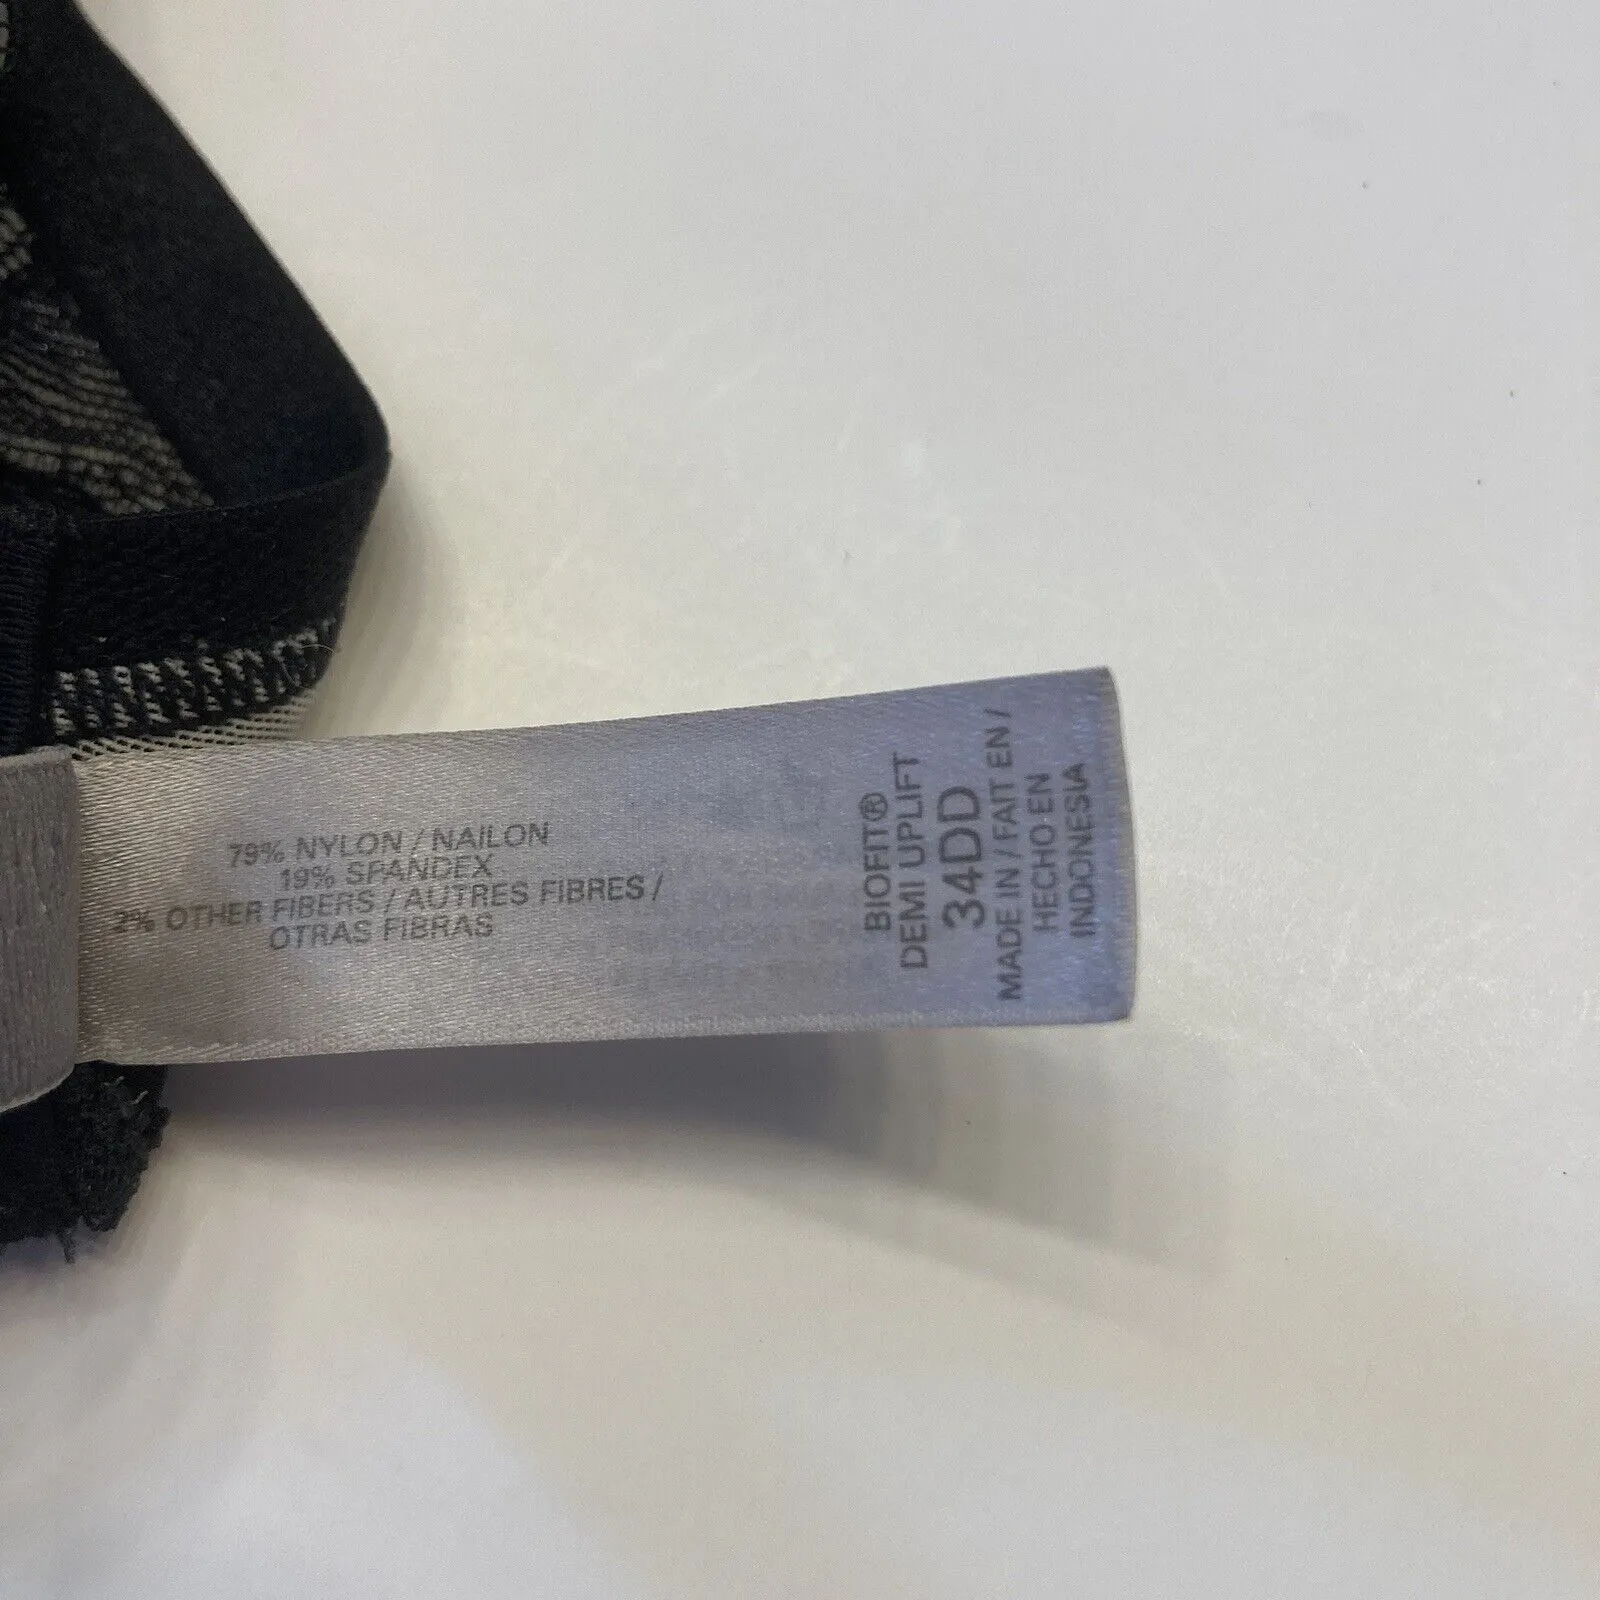 79% NYLON / NAILON
19% SPANDEX
2% OTHER FIBERS / AUTRES FIBRES /
OTRAS FIBRAS
BIOFIT®
DEMI UPLIFT
34DD
MADE IN / FAIT EN /
HECHO EN
INDONESIA